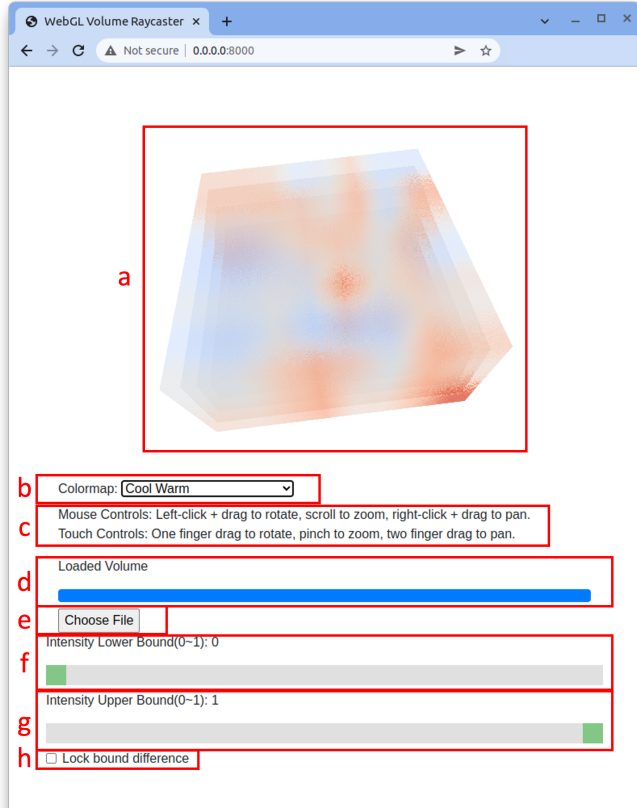 WebGL Volume Raycaster
Not secure | 0.0.0.0:8000
a
b Colormap: Cool Warm
c Mouse Controls: Left-click + drag to rotate, scroll to zoom, right-click + drag to pan.
Touch Controls: One finger drag to rotate, pinch to zoom, two finger drag to pan.
d Loaded Volume
e Choose File
f Intensity Lower Bound(0~1): 0
g Intensity Upper Bound(0~1): 1
h Lock bound difference